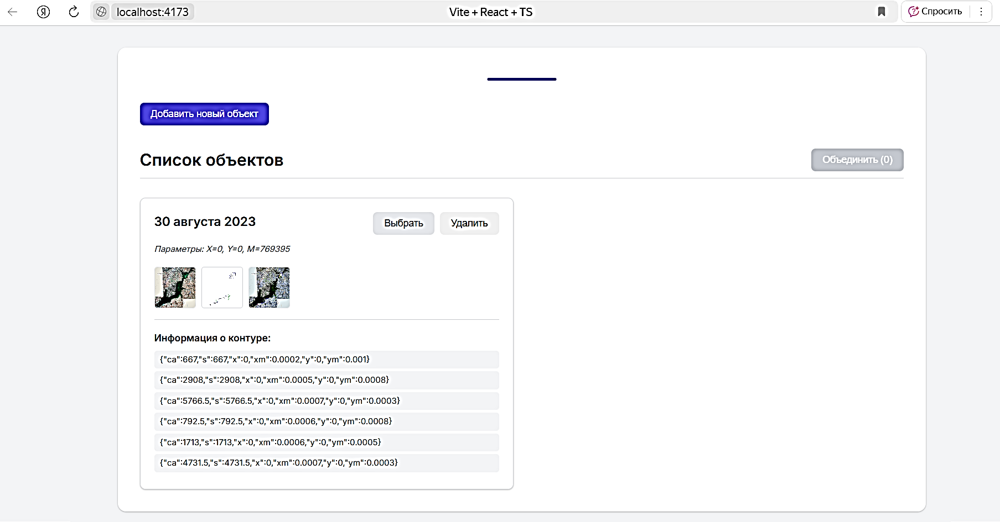 Я localhost:4173 Vite + React + TS Спросить
Добавить новый объект
Список объектов
Объединить (0)
30 августа 2023
Выбрать
Удалить
Параметры: X=0, Y=0, M=769395
Информация о контуре:
{"ca":667,"s":667,"x":0,"xm":0.0002,"y":0,"ym":0.001}
{"ca":2908,"s":2908,"x":0,"xm":0.0005,"y":0,"ym":0.0008}
{"ca":5766.5,"s":5766.5,"x":0,"xm":0.0007,"y":0,"ym":0.0003}
{"ca":792.5,"s":792.5,"x":0,"xm":0.0006,"y":0,"ym":0.0008}
{"ca":1713,"s":1713,"x":0,"xm":0.0006,"y":0,"ym":0.0005}
{"ca":4731.5,"s":4731.5,"x":0,"xm":0.0007,"y":0,"ym":0.0003}